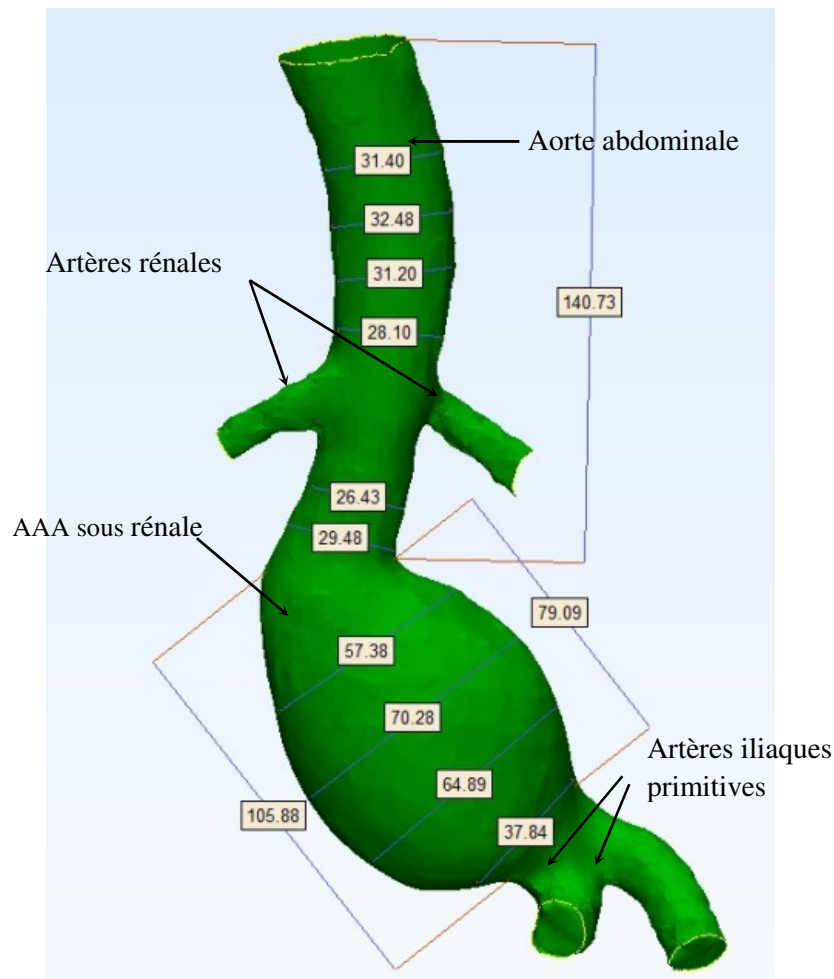 31.40
Aorte abdominale
32.48
Artères rénales
31.20
140.73
28.10
26.43
AAA sous rénale
29.48
79.09
57.38
70.28
Artères iliaques
primitives
64.89
105.88
37.84